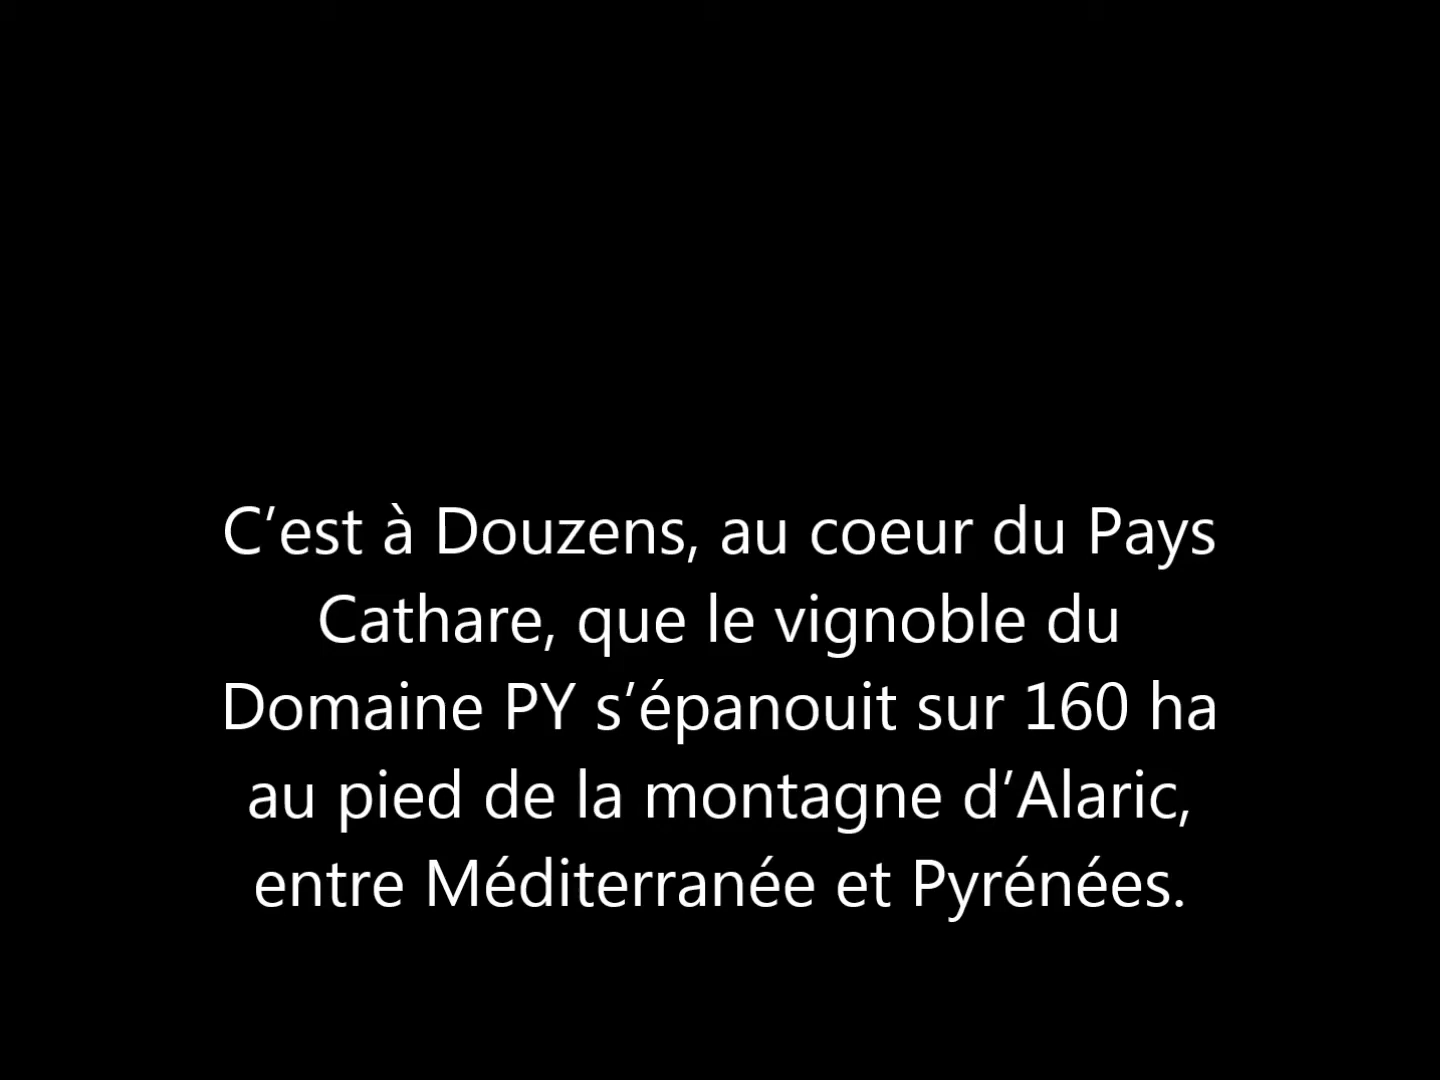 C’est à Douzens, au coeur du Pays
Cathare, que le vignoble du
Domaine PY s’épanouit sur 160 ha
au pied de la montagne d’Alaric,
entre Méditerranée et Pyrénées.